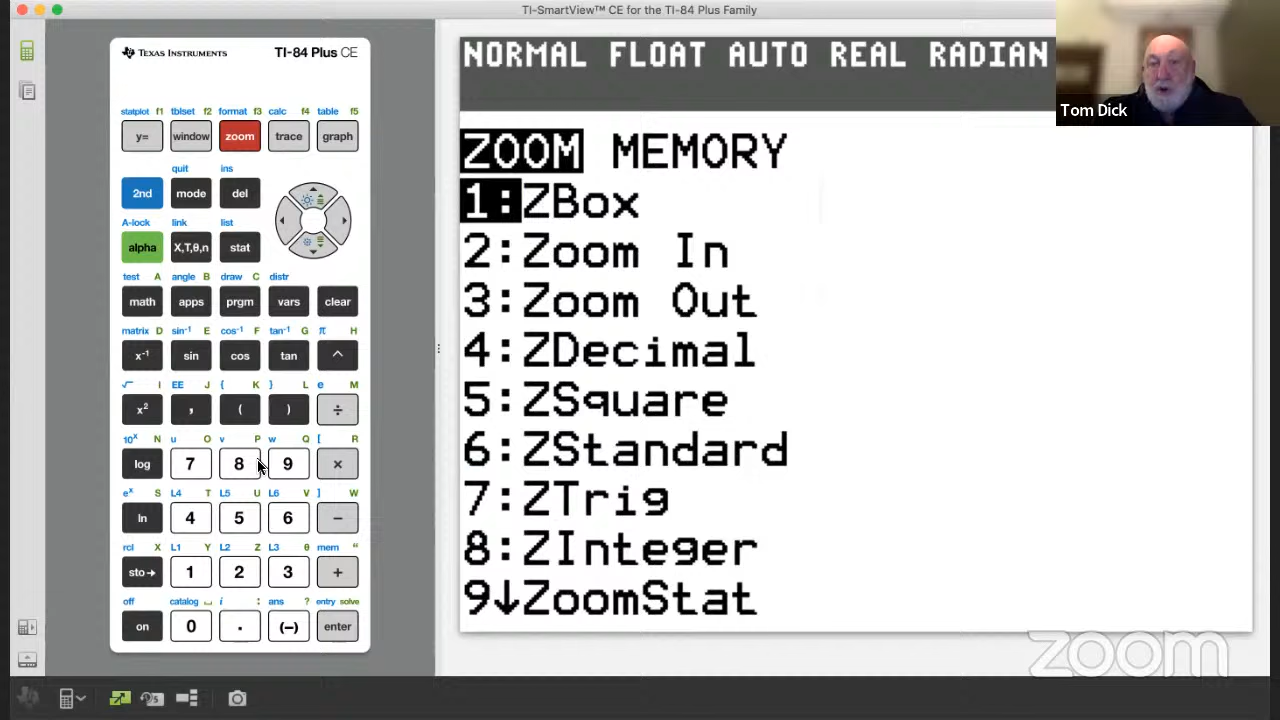 TI-SmartView™ CE for the TI-84 Plus Family
TEXAS INSTRUMENTS TI-84 Plus CE
statplot f1 tblset f2 format f3 calc f4 table f5
y= window zoom trace graph
quit ins
2nd mode del
A-lock link list
alpha X,T,θ,n stat
test A angle B draw C distr
math apps prgm vars clear
matrix D sin⁻¹ E cos⁻¹ F tan⁻¹ G π H
x⁻¹ sin cos tan ^
√ I EE J { K } L e M
x² , ( ) ÷
10ˣ N u O v P w Q [ R
log 7 8 9 ×
eˣ S L4 T L5 U L6 V ] W
ln 4 5 6 −
rcl X L1 Y L2 Z L3 θ mem "
sto→ 1 2 3 +
off catalog ␣ i : ans ? entry solve
on 0 . (−) enter
NORMAL FLOAT AUTO REAL RADIAN
ZOOM MEMORY
1:ZBox
2:Zoom In
3:Zoom Out
4:ZDecimal
5:ZSquare
6:ZStandard
7:ZTrig
8:ZInteger
9↓ZoomStat
Tom Dick
zoom